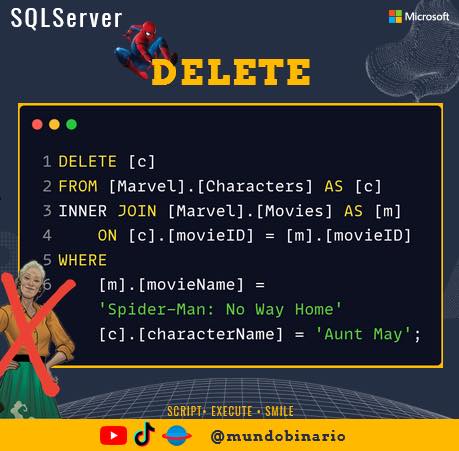 SQLServer
Microsoft
DELETE
1 DELETE [c]
2 FROM [Marvel].[Characters] AS [c]
3 INNER JOIN [Marvel].[Movies] AS [m]
4 ON [c].[movieID] = [m].[movieID]
5 WHERE
6 [m].[movieName] =
'Spider-Man: No Way Home'
[c].[characterName] = 'Aunt May';
SCRIPT• EXECUTE • SMILE
@mundobinario